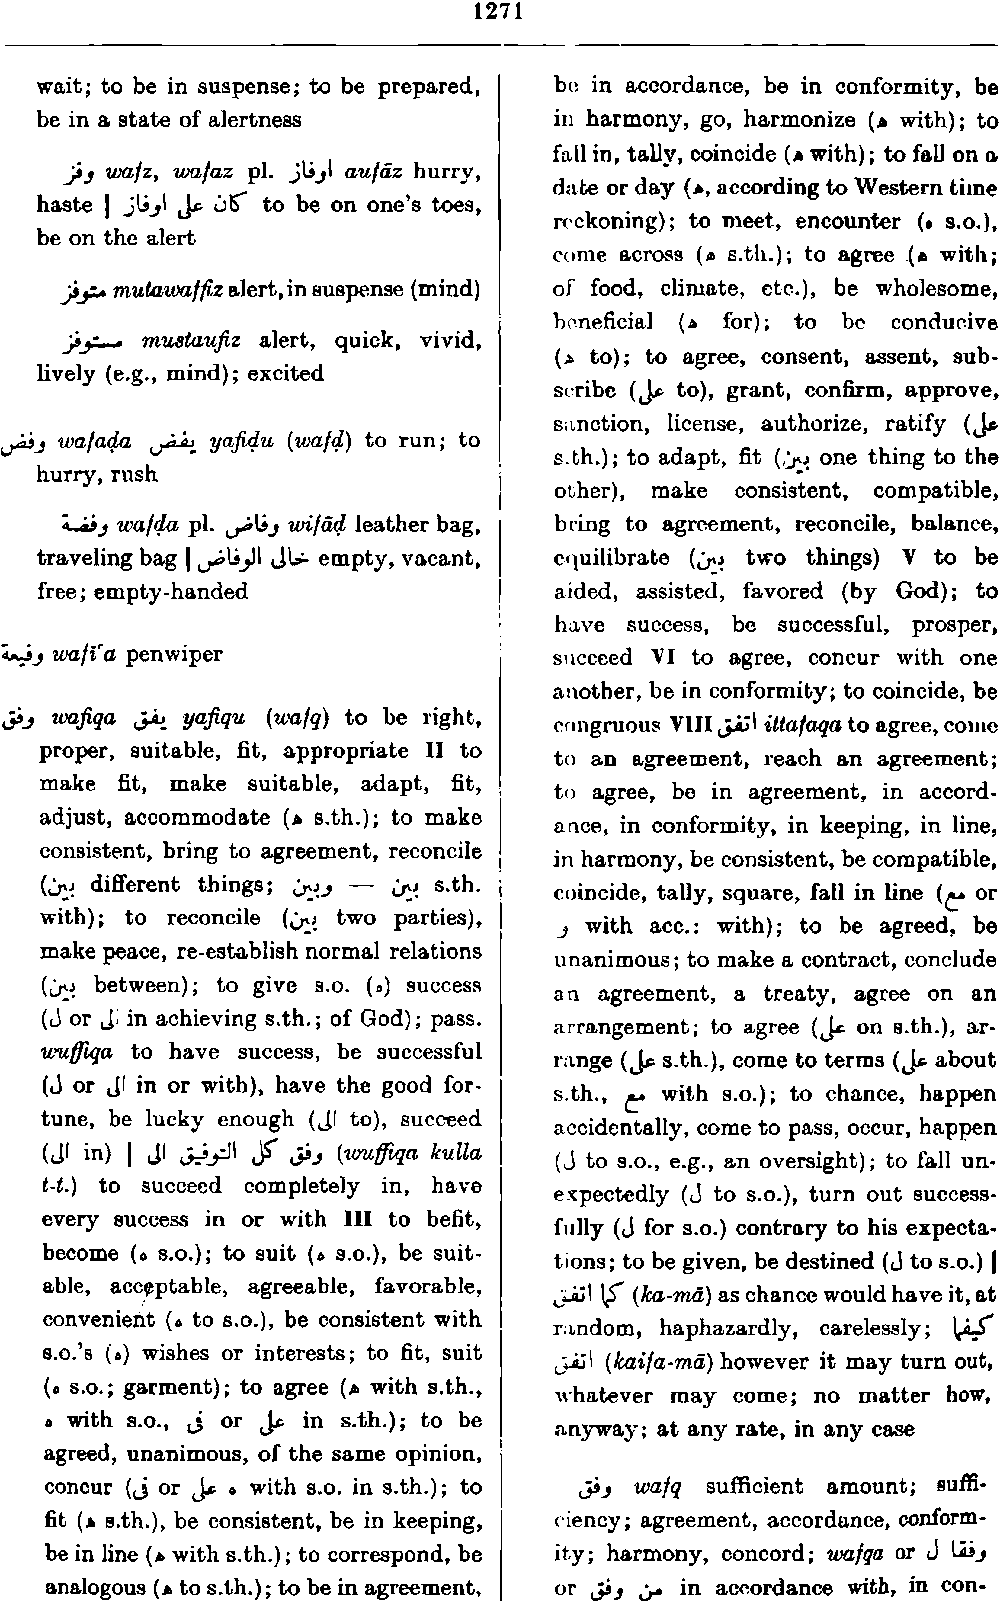 1271
wait; to be in suspense; to be prepared,
be in a state of alertness
وفز wafz, wafaz pl. اوفاز aufāz hurry,
haste | كان على اوفاز to be on one's toes,
be on the alert
متوفز mutawaffiz alert, in suspense (mind)
مستوفز mustaufiz alert, quick, vivid,
lively (e.g., mind); excited
وفض wafaḍa يفض yafiḍu (wafḍ) to run; to
hurry, rush
وفضة wafḍa pl. وفاض wifāḍ leather bag,
traveling bag | خالى الوفاض empty, vacant,
free; empty-handed
وفيعة wafīʿa penwiper
وفق wafiqa يفق yafiqu (wafq) to be right,
proper, suitable, fit, appropriate II to
make fit, make suitable, adapt, fit,
adjust, accommodate (ه s.th.); to make
consistent, bring to agreement, reconcile
(بين different things; بين — وبين s.th.
with); to reconcile (بين two parties),
make peace, re-establish normal relations
(بين between); to give s.o. (ه) success
(ل or الى in achieving s.th.; of God); pass.
wuffiqa to have success, be successful
(ل or الى in or with), have the good for-
tune, be lucky enough (الى to), succeed
(الى in) | وفق كل التوفيق الى (wuffiqa kulla
t-t.) to succeed completely in, have
every success in or with III to befit,
become (ه s.o.); to suit (ه s.o.), be suit-
able, acceptable, agreeable, favorable,
convenient (ه to s.o.), be consistent with
s.o.'s (ه) wishes or interests; to fit, suit
(ه s.o.; garment); to agree (ه with s.th.,
ه with s.o., فى or على in s.th.); to be
agreed, unanimous, of the same opinion,
concur (فى or على ه with s.o. in s.th.); to
fit (ه s.th.), be consistent, be in keeping,
be in line (ه with s.th.); to correspond, be
analogous (ه to s.th.); to be in agreement,
be in accordance, be in conformity, be
in harmony, go, harmonize (ه with); to
fall in, tally, coincide (ه with); to fall on a
date or day (ه, according to Western time
reckoning); to meet, encounter (ه s.o.),
come across (ه s.th.); to agree (ه with;
of food, climate, etc.), be wholesome,
beneficial (ه for); to be conducive
(ه to); to agree, consent, assent, sub-
scribe (على to), grant, confirm, approve,
sanction, license, authorize, ratify (على
s.th.); to adapt, fit (بين one thing to the
other), make consistent, compatible,
bring to agreement, reconcile, balance,
equilibrate (بين two things) V to be
aided, assisted, favored (by God); to
have success, be successful, prosper,
succeed VI to agree, concur with one
another, be in conformity; to coincide, be
congruous VIII اتفق ittafaqa to agree, come
to an agreement, reach an agreement;
to agree, be in agreement, in accord-
ance, in conformity, in keeping, in line,
in harmony, be consistent, be compatible,
coincide, tally, square, fall in line (مع or
و with acc.: with); to be agreed, be
unanimous; to make a contract, conclude
an agreement, a treaty, agree on an
arrangement; to agree (على on s.th.), ar-
range (على s.th.), come to terms (على about
s.th., مع with s.o.); to chance, happen
accidentally, come to pass, occur, happen
(ل to s.o., e.g., an oversight); to fall un-
expectedly (ل to s.o.), turn out success-
fully (ل for s.o.) contrary to his expecta-
tions; to be given, be destined (ل to s.o.) |
كما اتفق (ka-mā) as chance would have it, at
random, haphazardly, carelessly; كيفما
اتفق (kaifa-mā) however it may turn out,
whatever may come; no matter how,
anyway; at any rate, in any case
وفق wafq sufficient amount; suffi-
ciency; agreement, accordance, conform-
ity; harmony, concord; wafqa or وفقا ل
or من وفق in accordance with, in con-